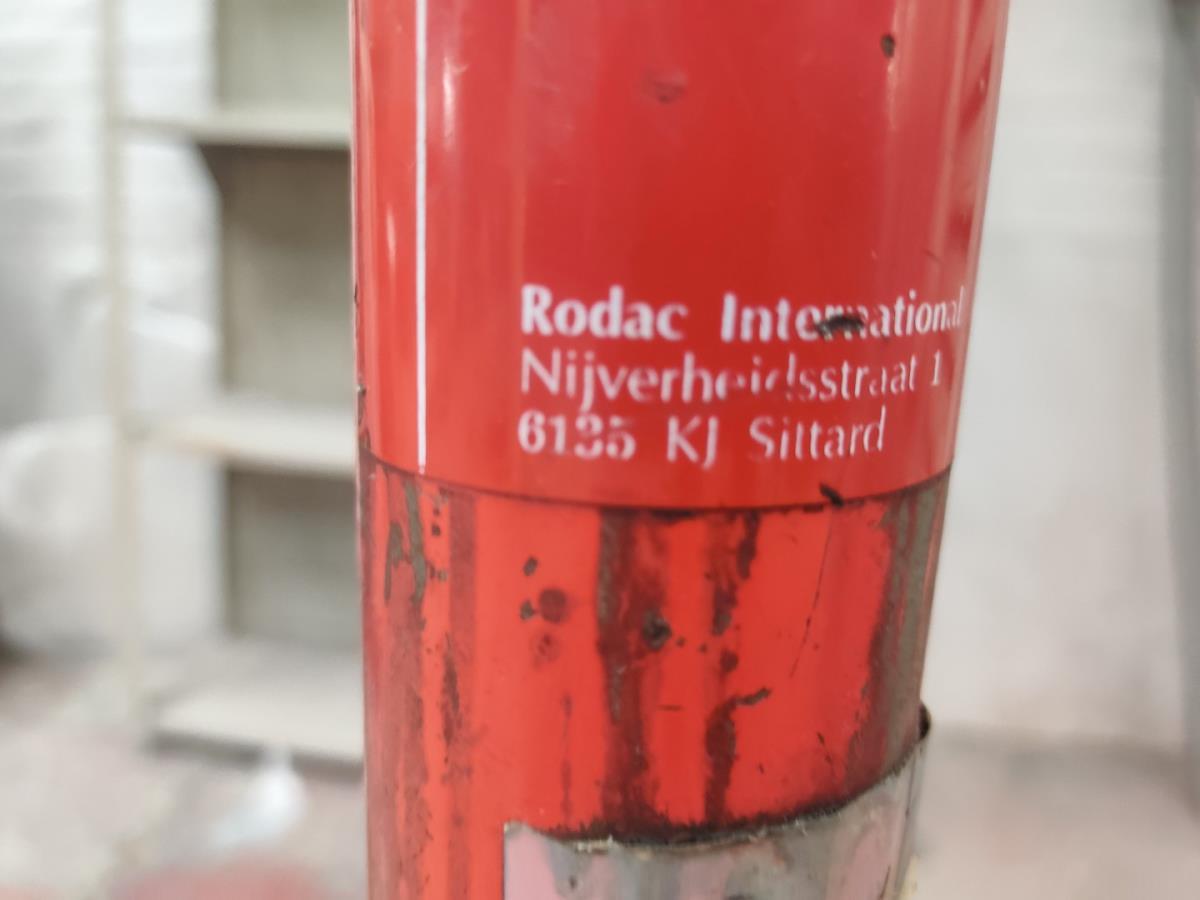 Rodac International
Nijverheidsstraat 1
6135 KJ Sittard